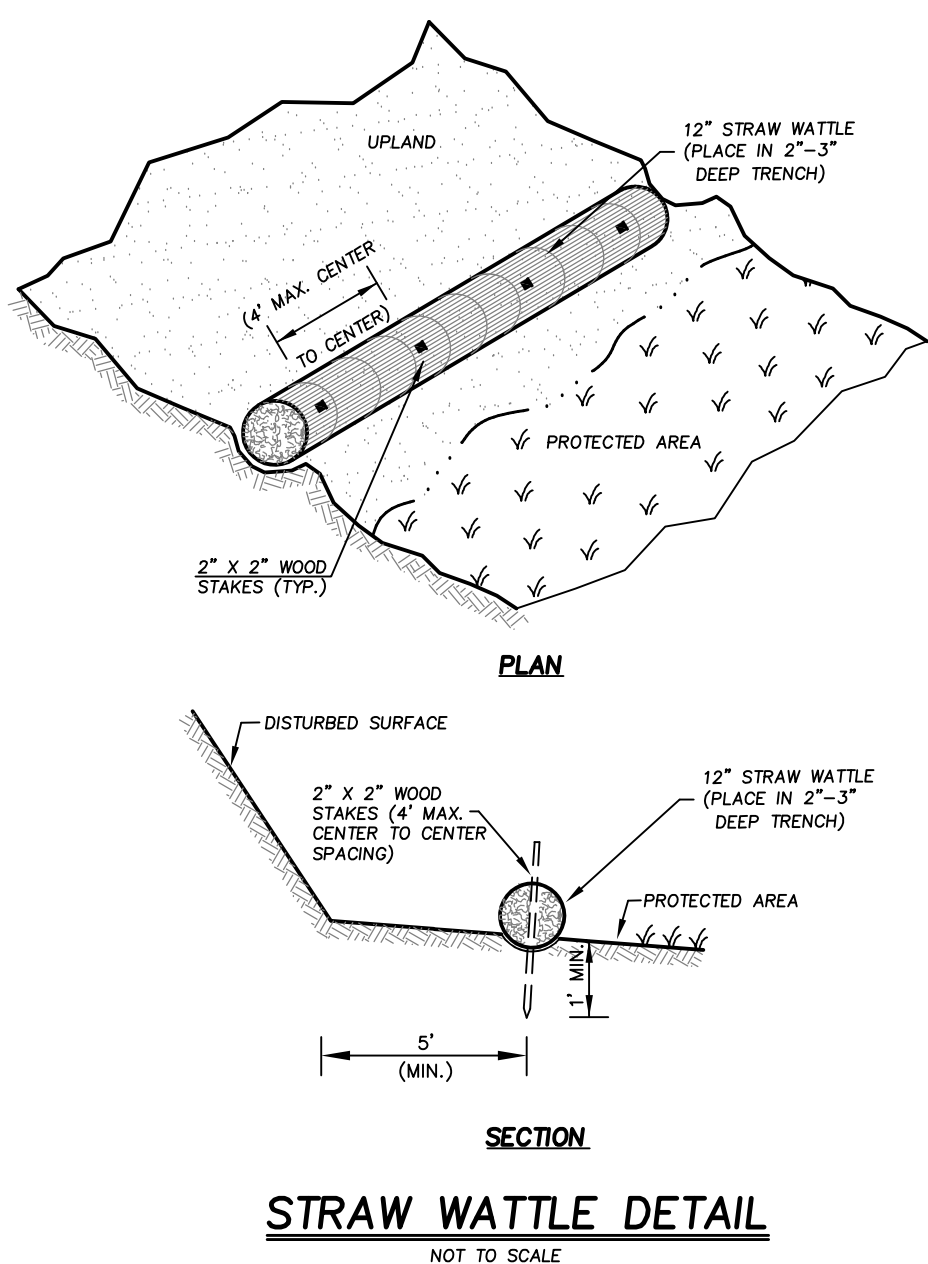 UPLAND
12" STRAW WATTLE
(PLACE IN 2"-3"
DEEP TRENCH)
(4' MAX. CENTER
TO CENTER)
PROTECTED AREA
2" X 2" WOOD
STAKES (TYP.)
PLAN
DISTURBED SURFACE
2" X 2" WOOD
STAKES (4' MAX.
CENTER TO CENTER
SPACING)
12" STRAW WATTLE
(PLACE IN 2"-3"
DEEP TRENCH)
PROTECTED AREA
1' MIN.
5'
(MIN.)
SECTION
STRAW WATTLE DETAIL
NOT TO SCALE